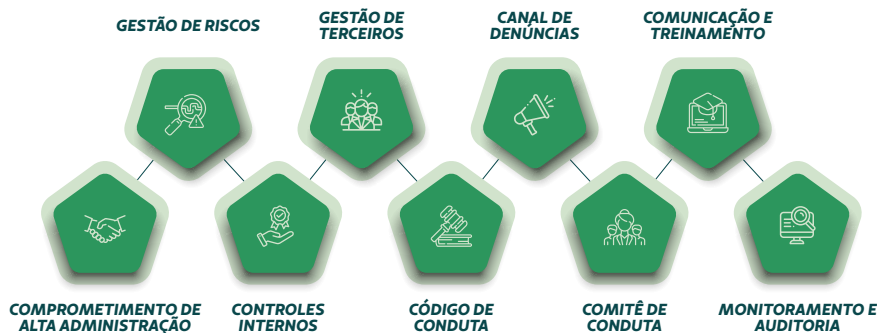 GESTÃO DE RISCOS
GESTÃO DE
TERCEIROS
CANAL DE
DENÚNCIAS
COMUNICAÇÃO E
TREINAMENTO
COMPROMETIMENTO DE
ALTA ADMINISTRAÇÃO
CONTROLES
INTERNOS
CÓDIGO DE
CONDUTA
COMITÊ DE
CONDUTA
MONITORAMENTO E
AUDITORIA